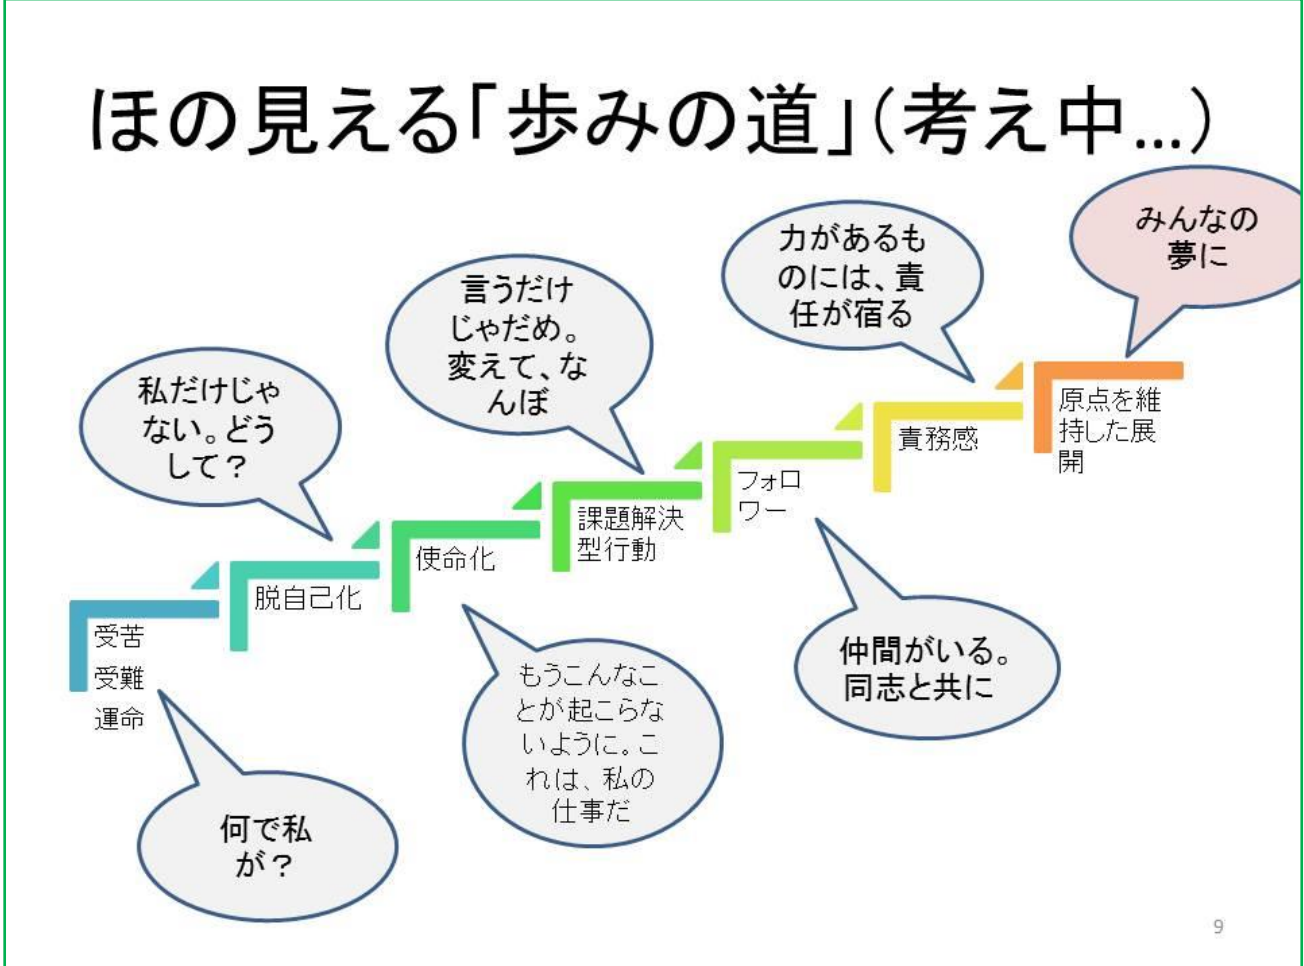 ほの見える「歩みの道」（考え中…）
受苦
受難
運命
何で私
が？
脱自己化
私だけじゃ
ない。どう
して？
使命化
もうこんなこ
とが起こらな
いように。こ
れは、私の
仕事だ
課題解決
型行動
言うだけ
じゃだめ。
変えて、な
んぼ
フォロ
ワー
仲間がいる。
同志と共に
責務感
力があるも
のには、責
任が宿る
原点を維
持した展
開
みんなの
夢に
9